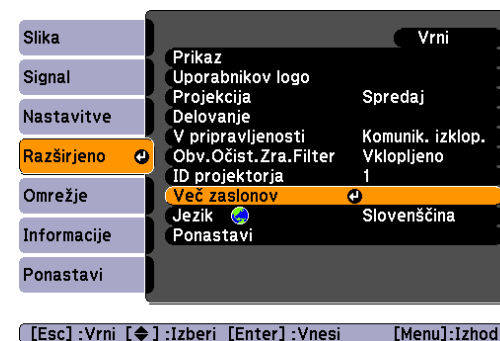 Slika
Signal
Nastavitve
Razširjeno
Omrežje
Informacije
Ponastavi
Vrni
Prikaz
Uporabnikov logo
Projekcija Spredaj
Delovanje
V pripravljenosti Komunik. izklop.
Obv.Očist.Zra.Filter Vklopljeno
ID projektorja 1
Več zaslonov
Jezik Slovenščina
Ponastavi
[Esc] :Vrni [◆] :Izberi [Enter] :Vnesi [Menu]:Izhod